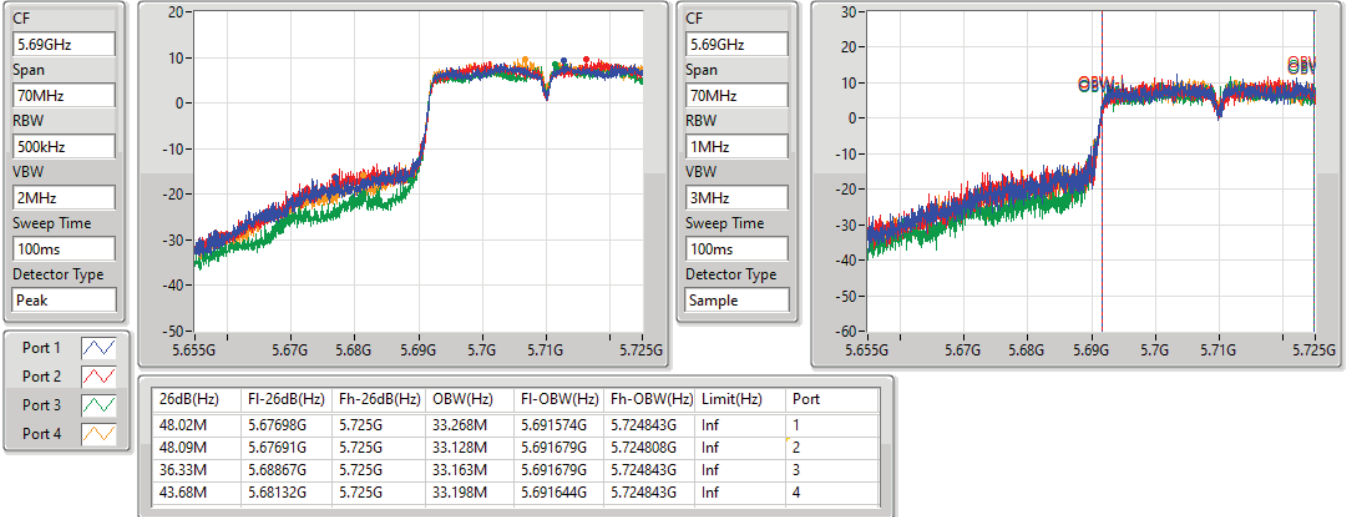 CF
5.69GHz
Span
70MHz
RBW
500kHz
VBW
2MHz
Sweep Time
100ms
Detector Type
Peak
Port 1
Port 2
Port 3
Port 4
20
10
0
-10
-20
-30
-40
-50
5.655G 5.67G 5.68G 5.69G 5.7G 5.71G 5.725G
CF
5.69GHz
Span
70MHz
RBW
1MHz
VBW
3MHz
Sweep Time
100ms
Detector Type
Sample
30
20
10
0
-10
-20
-30
-40
-50
-60
OBW
OBW
5.655G 5.67G 5.68G 5.69G 5.7G 5.71G 5.725G
26dB(Hz) Fl-26dB(Hz) Fh-26dB(Hz) OBW(Hz) Fl-OBW(Hz) Fh-OBW(Hz) Limit(Hz) Port
48.02M 5.67698G 5.725G 33.268M 5.691574G 5.724843G Inf 1
48.09M 5.67691G 5.725G 33.128M 5.691679G 5.724808G Inf 2
36.33M 5.68867G 5.725G 33.163M 5.691679G 5.724843G Inf 3
43.68M 5.68132G 5.725G 33.198M 5.691644G 5.724843G Inf 4